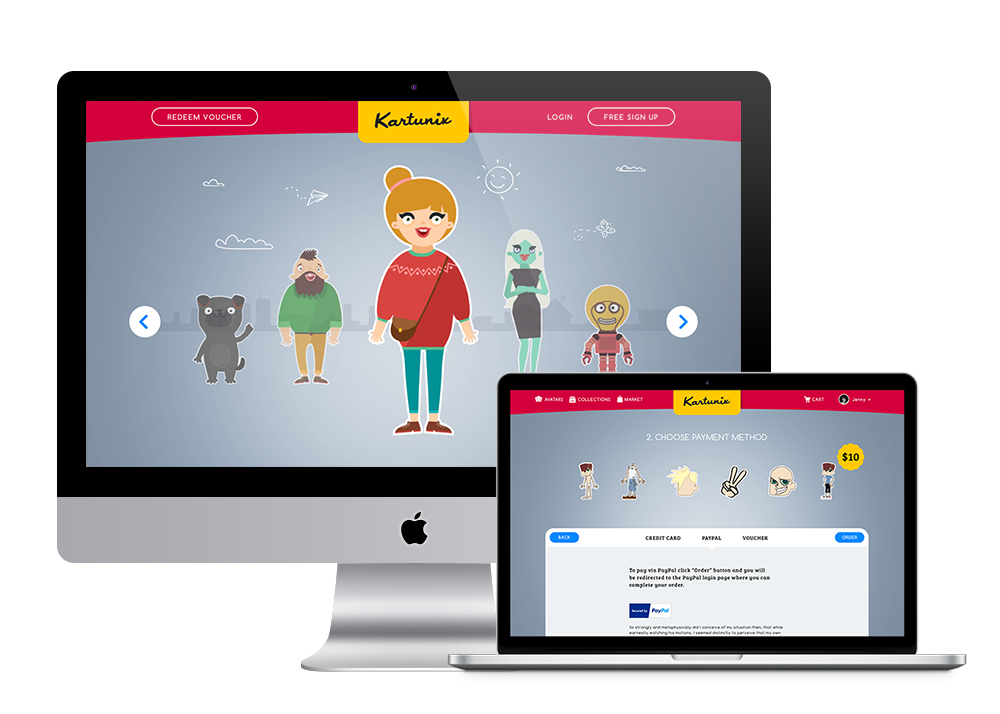 REDEEM VOUCHER
Kartunix
LOGIN
FREE SIGN UP
AVATARS
COLLECTIONS
MARKET
Kartunix
CART
Jenny
2. CHOOSE PAYMENT METHOD
$10
BACK
CREDIT CARD
PAYPAL
VOUCHER
ORDER
To pay via PayPal click "Order" button and you will
be redirected to the PayPal login page where you can
complete your order.
Secured by PayPal
So strongly and metaphysically did I conceive of my situation then, that while
earnestly watching his motions, I seemed distinctly to perceive that my own